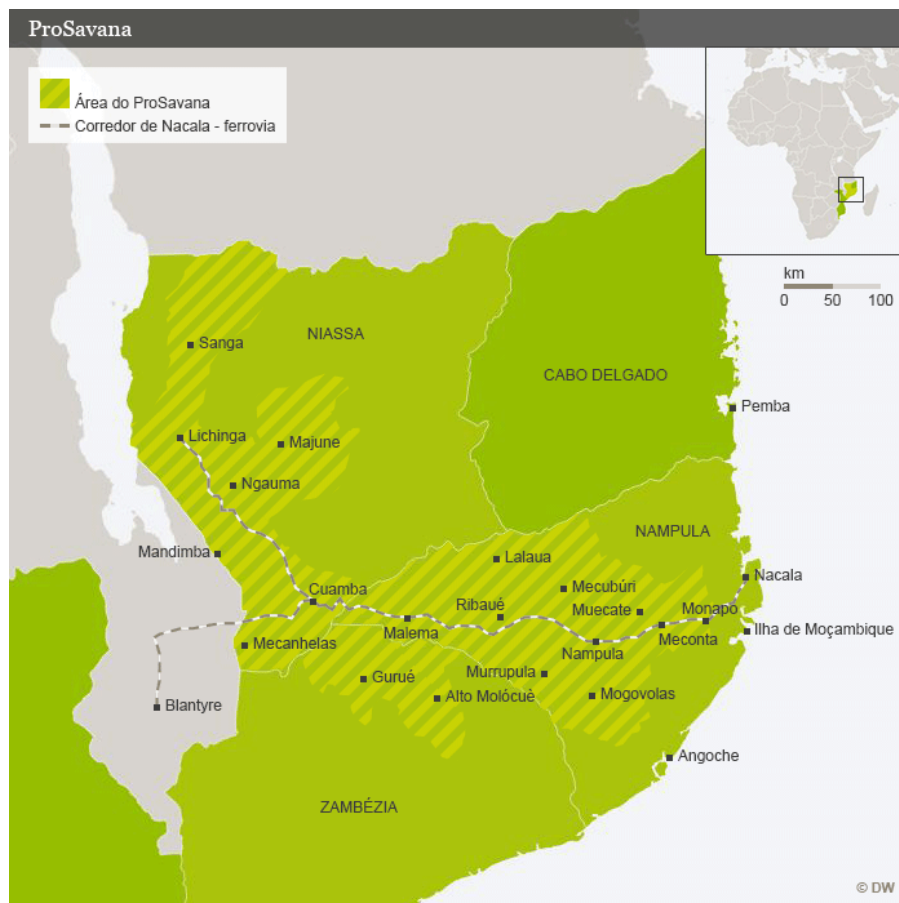 ProSavana
Área do ProSavana
Corredor de Nacala - ferrovia
km
0 50 100
NIASSA
Sanga
CABO DELGADO
Pemba
Lichinga
Majune
Ngauma
NAMPULA
Mandimba
Lalaua
Nacala
Cuamba
Mecubúri
Ribaué
Muecate
Monapo
Malema
Meconta
Ilha de Moçambique
Mecanhelas
Nampula
Gurué
Murrupula
Alto Molócuè
Mogovolas
Blantyre
Angoche
ZAMBÉZIA
© DW